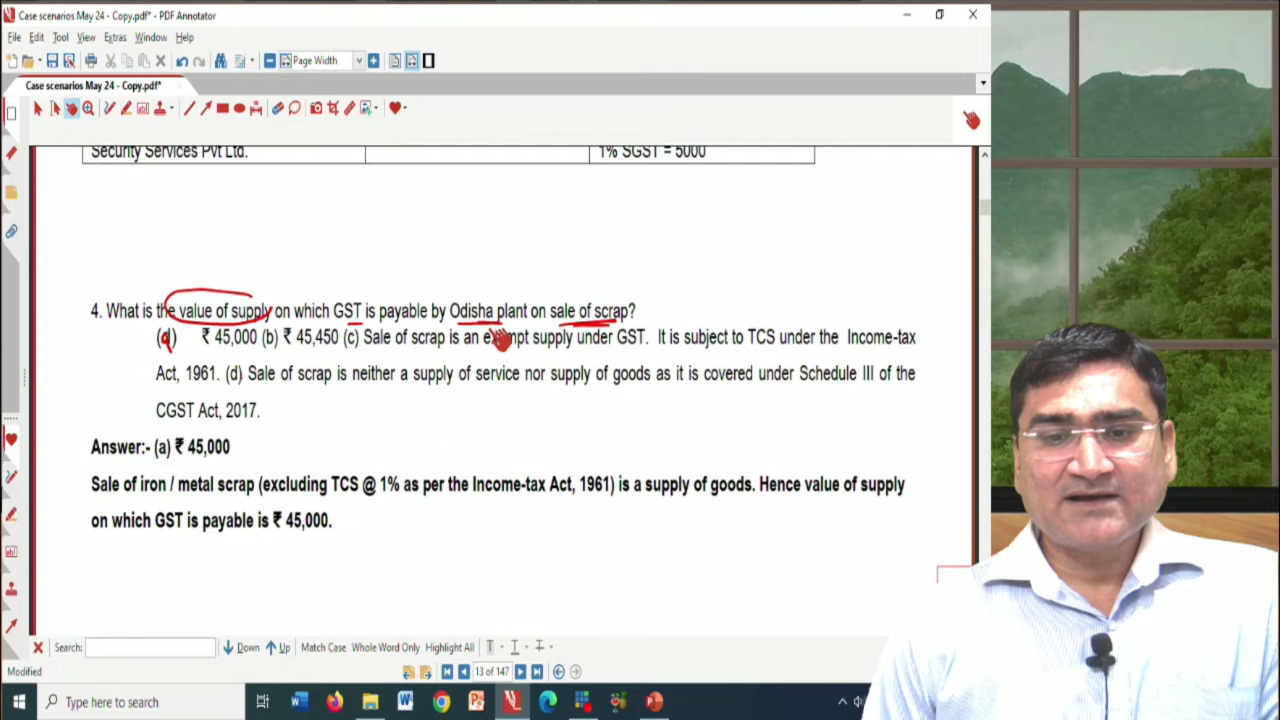 Case scenarios May 24 - Copy.pdf* - PDF Annotator
File Edit Tool View Extras Window Help
Page Width
Case scenarios May 24 - Copy.pdf*
Security Services Pvt Ltd.
1% SGST = 5000
4. What is the value of supply on which GST is payable by Odisha plant on sale of scrap?
₹ 45,000 (b) ₹ 45,450 (c) Sale of scrap is an exempt supply under GST. It is subject to TCS under the Income-tax
Act, 1961. (d) Sale of scrap is neither a supply of service nor supply of goods as it is covered under Schedule III of the
CGST Act, 2017.
Answer:- (a) ₹ 45,000
Sale of iron / metal scrap (excluding TCS @ 1% as per the Income-tax Act, 1961) is a supply of goods. Hence value of supply
on which GST is payable is ₹ 45,000.
Search: Down Up Match Case Whole Word Only Highlight All
Modified
13 of 147
Type here to search